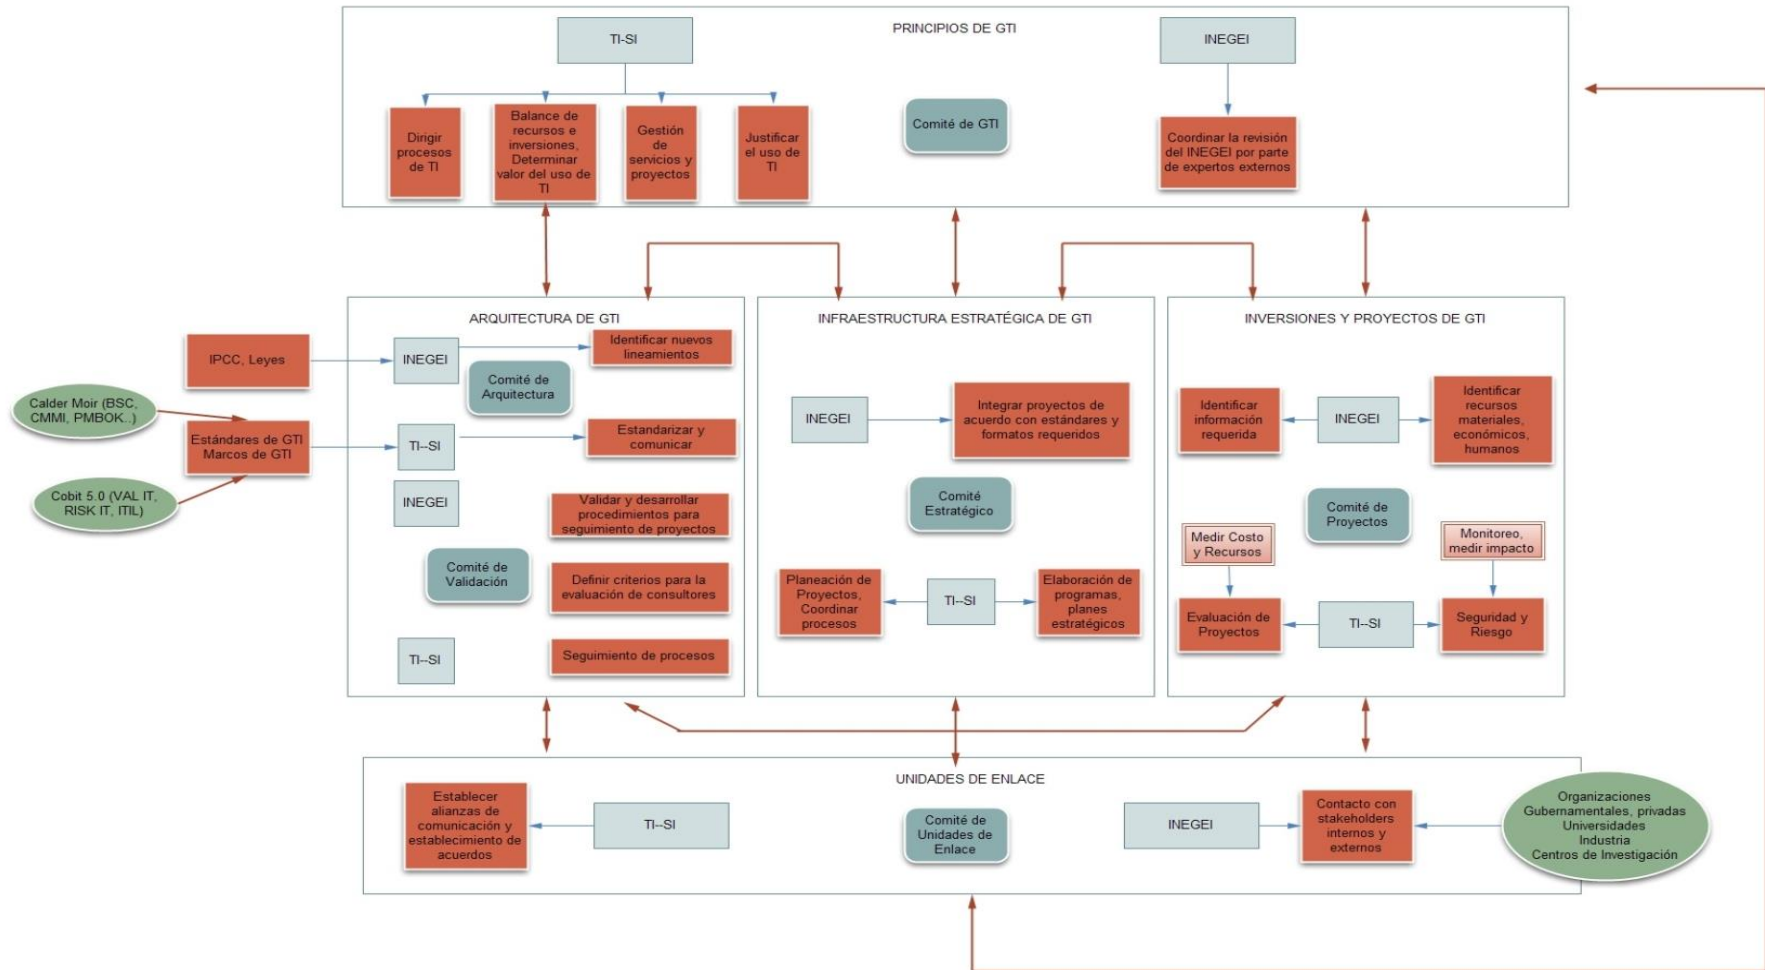 PRINCIPIOS DE GTI
TI-SI
INEGEI
Dirigir
procesos
de TI
Balance de
recursos e
inversiones,
Determinar
valor del uso de
TI
Gestión
de
servicios y
proyectos
Justificar
el uso de
TI
Comité de GTI
Coordinar la revisión
del INEGEI por parte
de expertos externos
ARQUITECTURA DE GTI
IPCC, Leyes
INEGEI
Identificar nuevos
lineamientos
Comité de
Arquitectura
Calder Moir (BSC,
CMMI, PMBOK..)
Estándares de GTI
Marcos de GTI
TI--SI
Estandarizar y
comunicar
Cobit 5.0 (VAL IT,
RISK IT, ITIL)
INEGEI
Validar y desarrollar
procedimientos para
seguimiento de proyectos
Comité de
Validación
Definir criterios para la
evaluación de consultores
TI--SI
Seguimiento de procesos
INFRAESTRUCTURA ESTRATÉGICA DE GTI
INEGEI
Integrar proyectos de
acuerdo con estándares y
formatos requeridos
Comité
Estratégico
Planeación de
Proyectos,
Coordinar
procesos
TI--SI
Elaboración de
programas,
planes
estratégicos
INVERSIONES Y PROYECTOS DE GTI
Identificar
información
requerida
INEGEI
Identificar
recursos
materiales,
económicos,
humanos
Comité de
Proyectos
Medir Costo
y Recursos
Monitoreo,
medir impacto
Evaluación de
Proyectos
TI--SI
Seguridad y
Riesgo
UNIDADES DE ENLACE
Establecer
alianzas de
comunicación y
establecimiento de
acuerdos
TI--SI
Comité de
Unidades de
Enlace
INEGEI
Contacto con
stakeholders
internos y
externos
Organizaciones
Gubernamentales, privadas
Universidades
Industria
Centros de Investigación